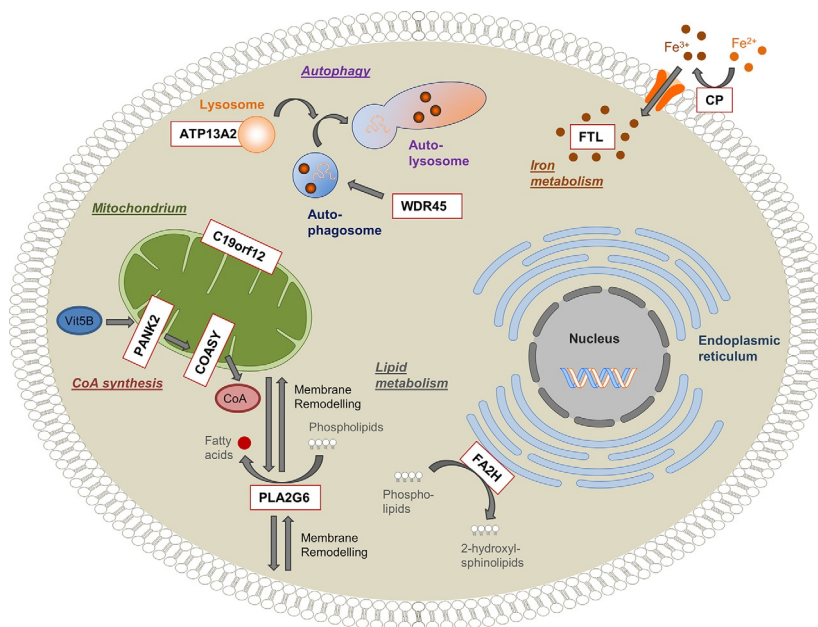 Autophagy
Lysosome
ATP13A2
Auto-
lysosome
Auto-
phagosome
WDR45
Fe3+
Fe2+
CP
FTL
Iron
metabolism
Mitochondrium
C19orf12
Vit5B
PANK2
COASY
CoA synthesis
CoA
Lipid
metabolism
Membrane
Remodelling
Fatty
acids
Phospholipids
PLA2G6
Membrane
Remodelling
Nucleus
Endoplasmic
reticulum
FA2H
Phospho-
lipids
2-hydroxyl-
sphinolipids